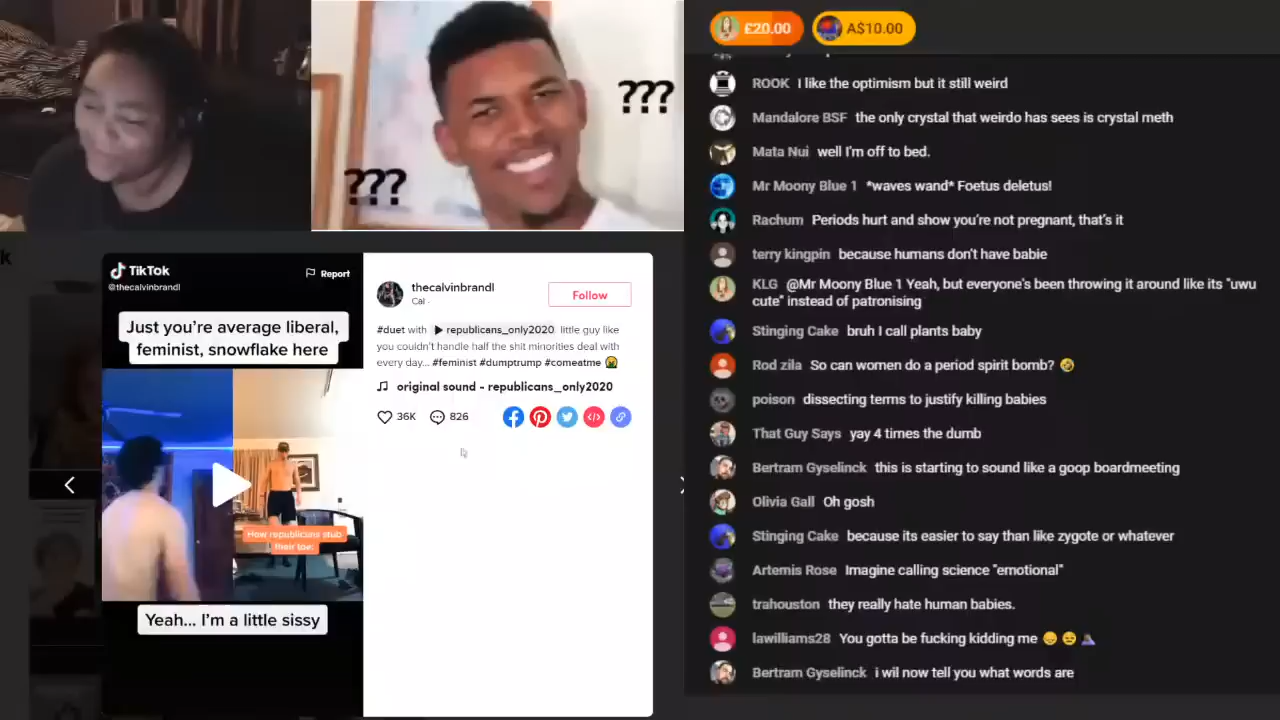 ???
???
TikTok
@thecalvinbrandl
Report
Just you're average liberal,
feminist, snowflake here
How republicans stub
their toe:
Yeah... I'm a little sissy
thecalvinbrandl
Cal ·
Follow
#duet with ▶ republicans_only2020 little guy like
you couldn't handle half the shit minorities deal with
every day... #feminist #dumptrump #comeatme 🤮
original sound - republicans_only2020
36K
826
k
£20.00
A$10.00
ROOK I like the optimism but it still weird
Mandalore BSF the only crystal that weirdo has sees is crystal meth
Mata Nui well I'm off to bed.
Mr Moony Blue 1 *waves wand* Foetus deletus!
Rachum Periods hurt and show you're not pregnant, that's it
terry kingpin because humans don't have babie
KLG @Mr Moony Blue 1 Yeah, but everyone's been throwing it around like its "uwu
cute" instead of patronising
Stinging Cake bruh I call plants baby
Rod zila So can women do a period spirit bomb? 🤣
poison dissecting terms to justify killing babies
That Guy Says yay 4 times the dumb
Bertram Gyselinck this is starting to sound like a goop boardmeeting
Olivia Gall Oh gosh
Stinging Cake because its easier to say than like zygote or whatever
Artemis Rose Imagine calling science "emotional"
trahouston they really hate human babies.
lawilliams28 You gotta be fucking kidding me
Bertram Gyselinck i wil now tell you what words are